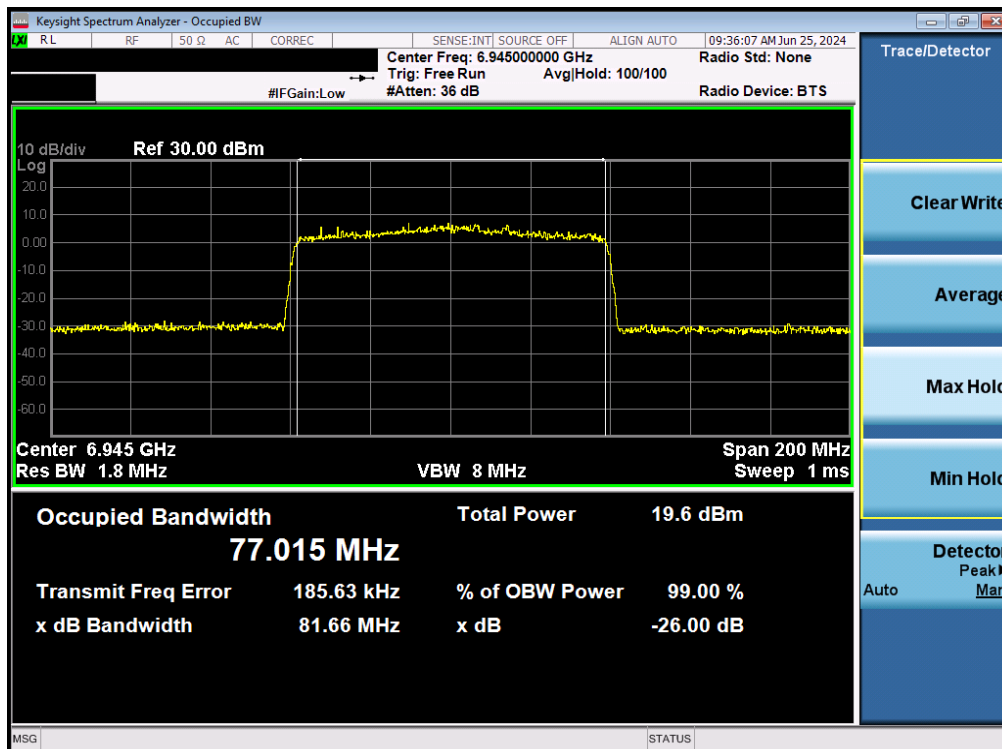 Keysight Spectrum Analyzer - Occupied BW
LXI RL RF 50 Ω AC CORREC SENSE:INT SOURCE OFF ALIGN AUTO 09:36:07 AM Jun 25, 2024
Center Freq: 6.945000000 GHz Radio Std: None
Trig: Free Run Avg|Hold: 100/100
#IFGain:Low #Atten: 36 dB Radio Device: BTS
Trace/Detector
10 dB/div Ref 30.00 dBm
Log
20.0
10.0
0.00
-10.0
-20.0
-30.0
-40.0
-50.0
-60.0
Center 6.945 GHz Span 200 MHz
Res BW 1.8 MHz VBW 8 MHz Sweep 1 ms
Occupied Bandwidth Total Power 19.6 dBm
77.015 MHz
Transmit Freq Error 185.63 kHz % of OBW Power 99.00 %
x dB Bandwidth 81.66 MHz x dB -26.00 dB
Clear Write
Average
Max Hold
Min Hold
Detector
Peak
Auto Man
MSG STATUS